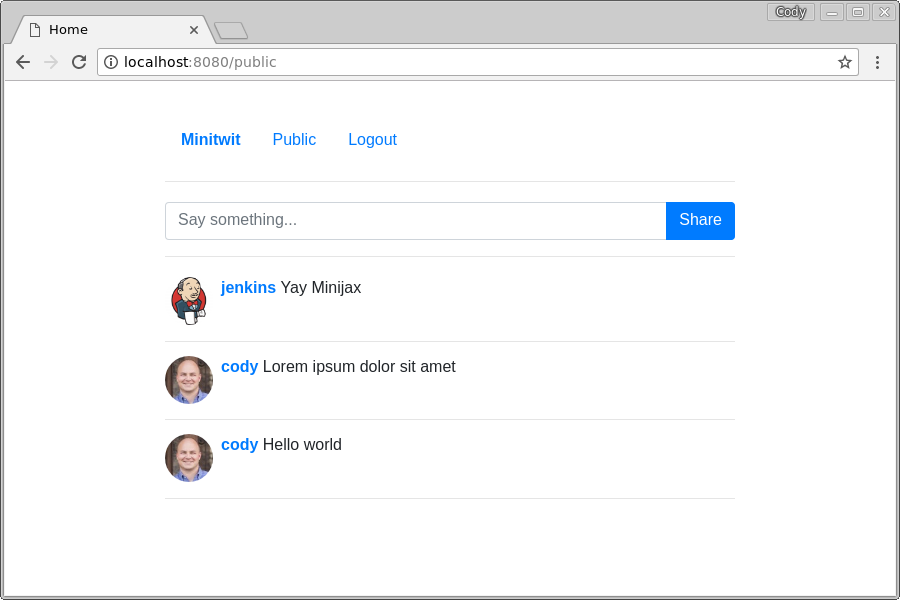 Cody
Home
localhost:8080/public
Minitwit Public Logout
Say something... Share
jenkins Yay Minijax
cody Lorem ipsum dolor sit amet
cody Hello world